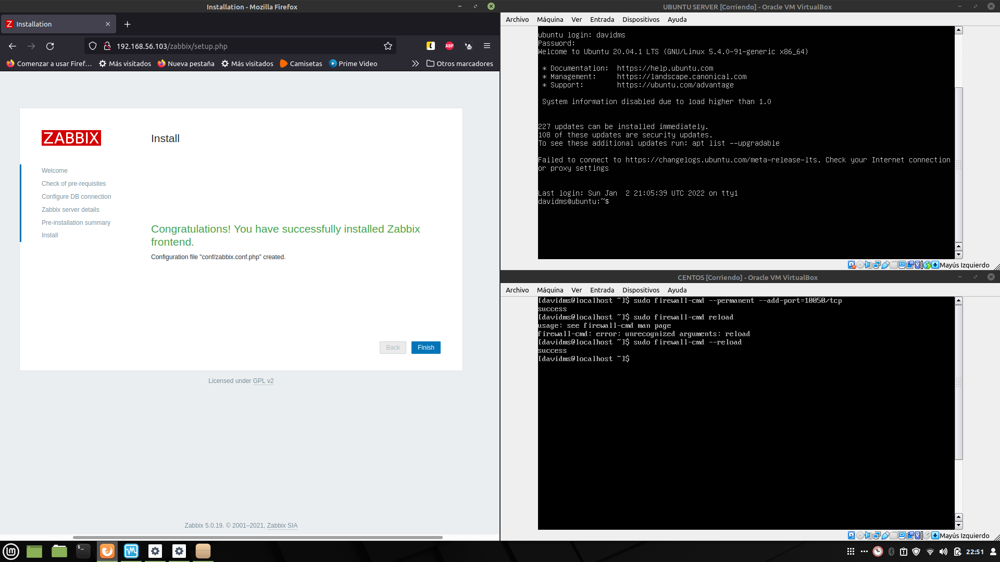 Installation - Mozilla Firefox
Installation
192.168.56.103/zabbix/setup.php
ABP
Comenzar a usar Firef…
Más visitados
Nueva pestaña
Más visitados
Camisetas
Prime Video
Otros marcadores
ZABBIX
Install
Welcome
Check of pre-requisites
Configure DB connection
Zabbix server details
Pre-installation summary
Install
Congratulations! You have successfully installed Zabbix
frontend.
Configuration file "conf/zabbix.conf.php" created.
Back
Finish
Licensed under GPL v2
Zabbix 5.0.19. © 2001–2021, Zabbix SIA
UBUNTU SERVER [Corriendo] - Oracle VM VirtualBox
Archivo Máquina Ver Entrada Dispositivos Ayuda
ubuntu login: davidms
Password:
Welcome to Ubuntu 20.04.1 LTS (GNU/Linux 5.4.0-91-generic x86_64)
* Documentation: https://help.ubuntu.com
* Management: https://landscape.canonical.com
* Support: https://ubuntu.com/advantage
System information disabled due to load higher than 1.0
227 updates can be installed immediately.
108 of these updates are security updates.
To see these additional updates run: apt list --upgradable
Failed to connect to https://changelogs.ubuntu.com/meta-release-lts. Check your Internet connection
or proxy settings
Last login: Sun Jan  2 21:05:39 UTC 2022 on tty1
davidms@ubuntu:~$
Mayús Izquierdo
CENTOS [Corriendo] - Oracle VM VirtualBox
Archivo Máquina Ver Entrada Dispositivos Ayuda
[davidms@localhost ~]$ sudo firewall-cmd --permanent --add-port=10050/tcp
success
[davidms@localhost ~]$ sudo firewall-cmd reload
usage: see firewall-cmd man page
firewall-cmd: error: unrecognized arguments: reload
[davidms@localhost ~]$ sudo firewall-cmd --reload
success
[davidms@localhost ~]$
Mayús Izquierdo
22:51